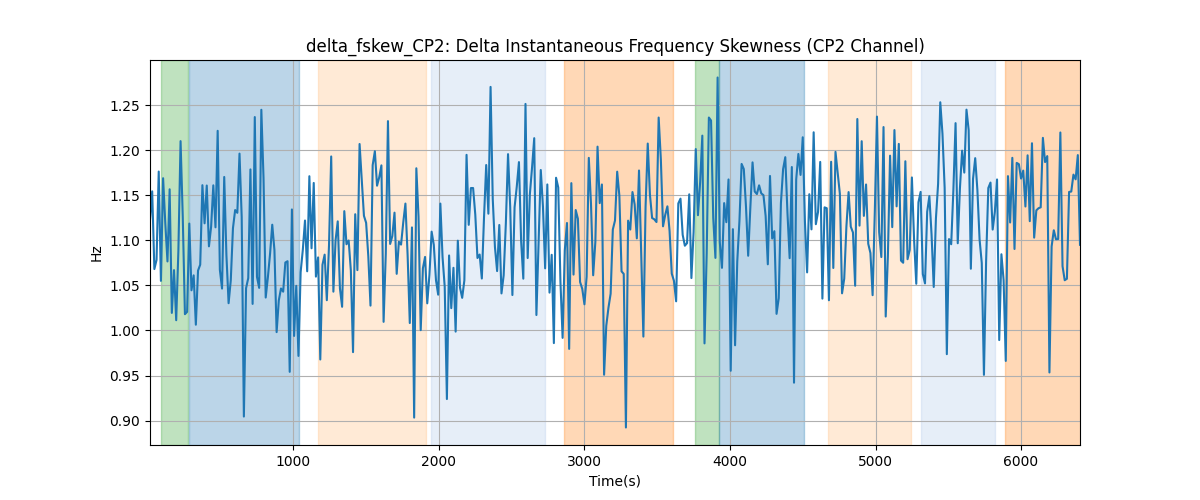 delta_fskew_CP2: Delta Instantaneous Frequency Skewness (CP2 Channel)
1.25
1.20
1.15
1.10
1.05
1.00
0.95
0.90
Hz
1000 2000 3000 4000 5000 6000
Time(s)